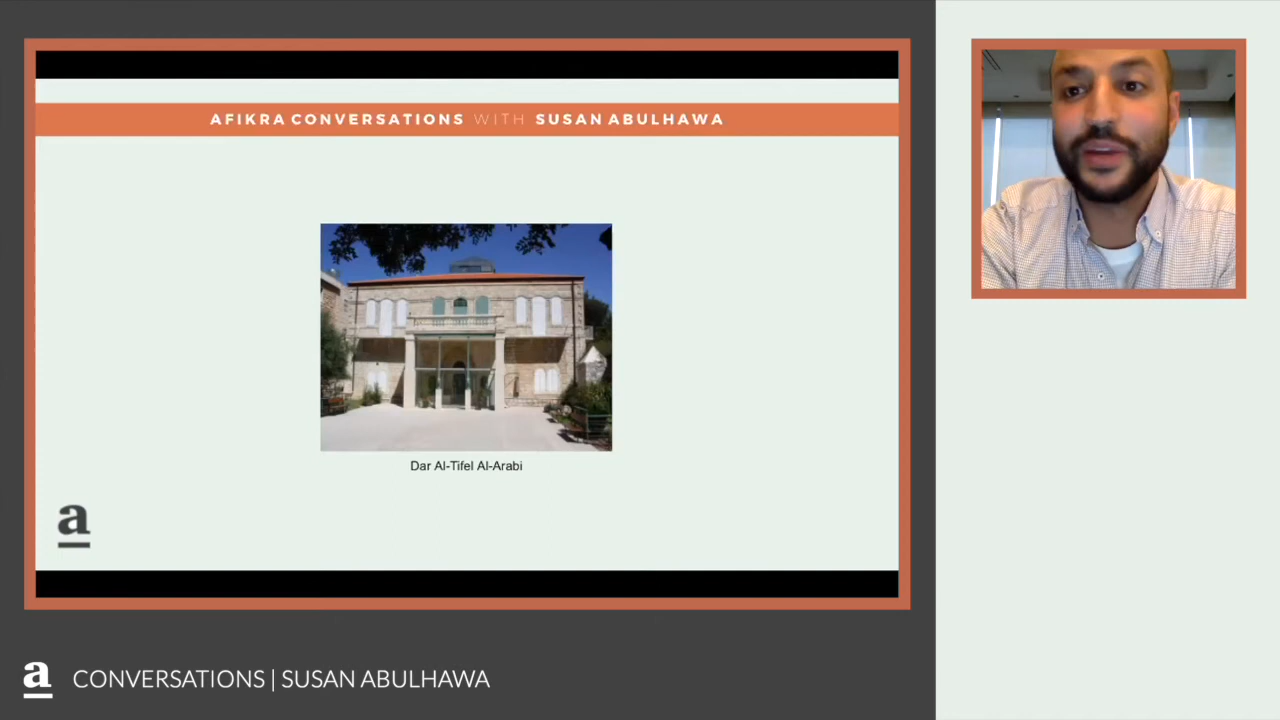 AFIKRA CONVERSATIONS WITH SUSAN ABULHAWA
Dar Al-Tifel Al-Arabi
a
a CONVERSATIONS | SUSAN ABULHAWA